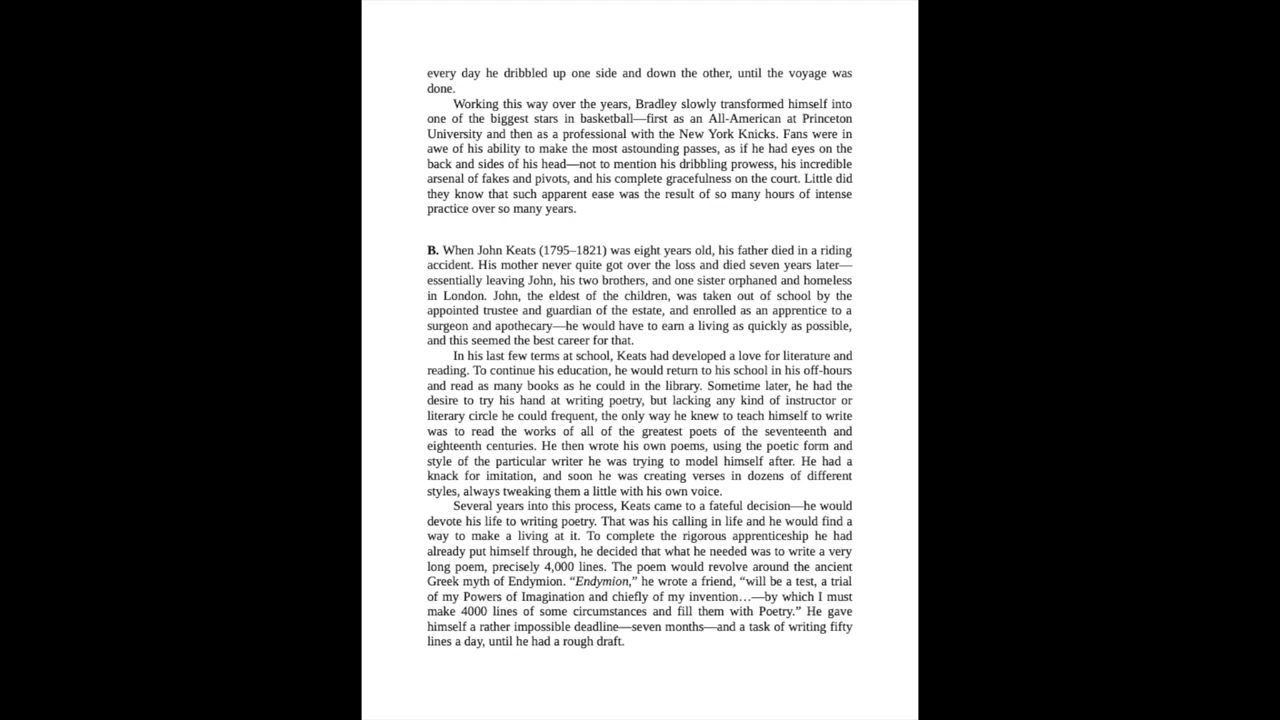 every day he dribbled up one side and down the other, until the voyage was
done.
Working this way over the years, Bradley slowly transformed himself into
one of the biggest stars in basketball—first as an All-American at Princeton
University and then as a professional with the New York Knicks. Fans were in
awe of his ability to make the most astounding passes, as if he had eyes on the
back and sides of his head—not to mention his dribbling prowess, his incredible
arsenal of fakes and pivots, and his complete gracefulness on the court. Little did
they know that such apparent ease was the result of so many hours of intense
practice over so many years.
B. When John Keats (1795–1821) was eight years old, his father died in a riding
accident. His mother never quite got over the loss and died seven years later—
essentially leaving John, his two brothers, and one sister orphaned and homeless
in London. John, the eldest of the children, was taken out of school by the
appointed trustee and guardian of the estate, and enrolled as an apprentice to a
surgeon and apothecary—he would have to earn a living as quickly as possible,
and this seemed the best career for that.
In his last few terms at school, Keats had developed a love for literature and
reading. To continue his education, he would return to his school in his off-hours
and read as many books as he could in the library. Sometime later, he had the
desire to try his hand at writing poetry, but lacking any kind of instructor or
literary circle he could frequent, the only way he knew to teach himself to write
was to read the works of all of the greatest poets of the seventeenth and
eighteenth centuries. He then wrote his own poems, using the poetic form and
style of the particular writer he was trying to model himself after. He had a
knack for imitation, and soon he was creating verses in dozens of different
styles, always tweaking them a little with his own voice.
Several years into this process, Keats came to a fateful decision—he would
devote his life to writing poetry. That was his calling in life and he would find a
way to make a living at it. To complete the rigorous apprenticeship he had
already put himself through, he decided that what he needed was to write a very
long poem, precisely 4,000 lines. The poem would revolve around the ancient
Greek myth of Endymion. “Endymion,” he wrote a friend, “will be a test, a trial
of my Powers of Imagination and chiefly of my invention…—by which I must
make 4000 lines of some circumstances and fill them with Poetry.” He gave
himself a rather impossible deadline—seven months—and a task of writing fifty
lines a day, until he had a rough draft.